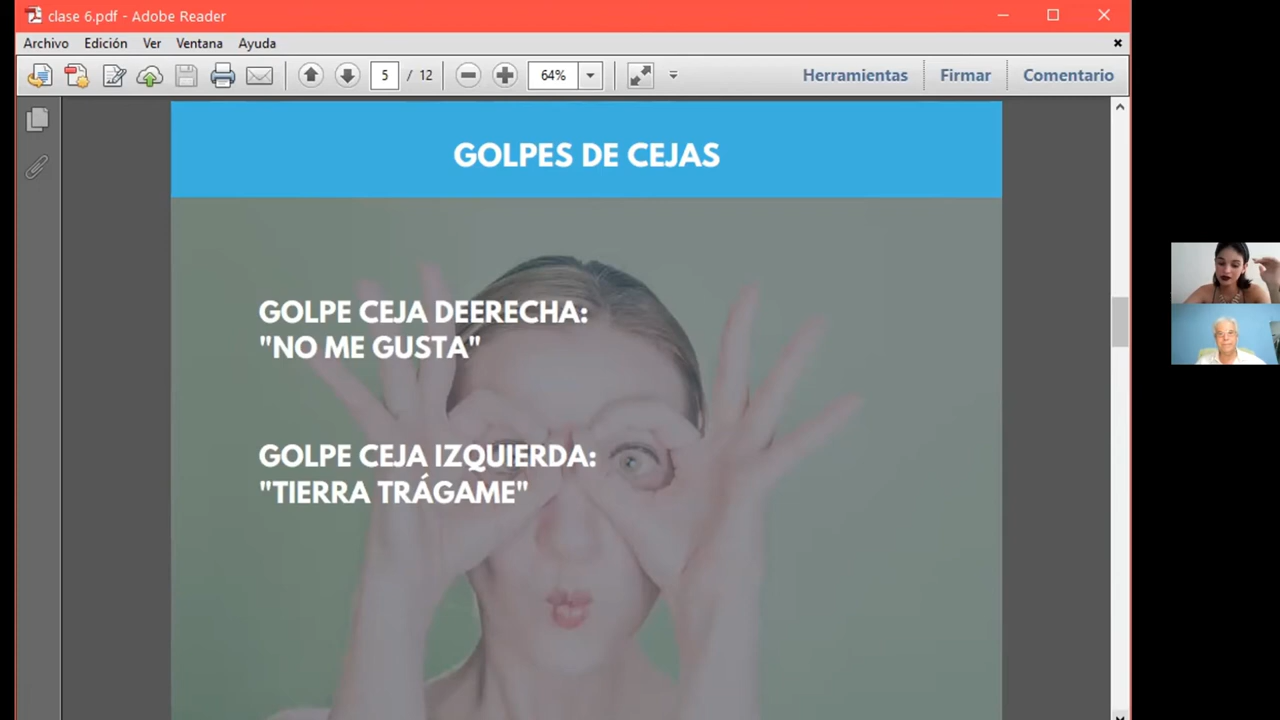 clase 6.pdf - Adobe Reader
Archivo Edición Ver Ventana Ayuda
5 / 12 64% Herramientas Firmar Comentario
GOLPES DE CEJAS
GOLPE CEJA DEERECHA:
"NO ME GUSTA"
GOLPE CEJA IZQUIERDA:
"TIERRA TRÁGAME"